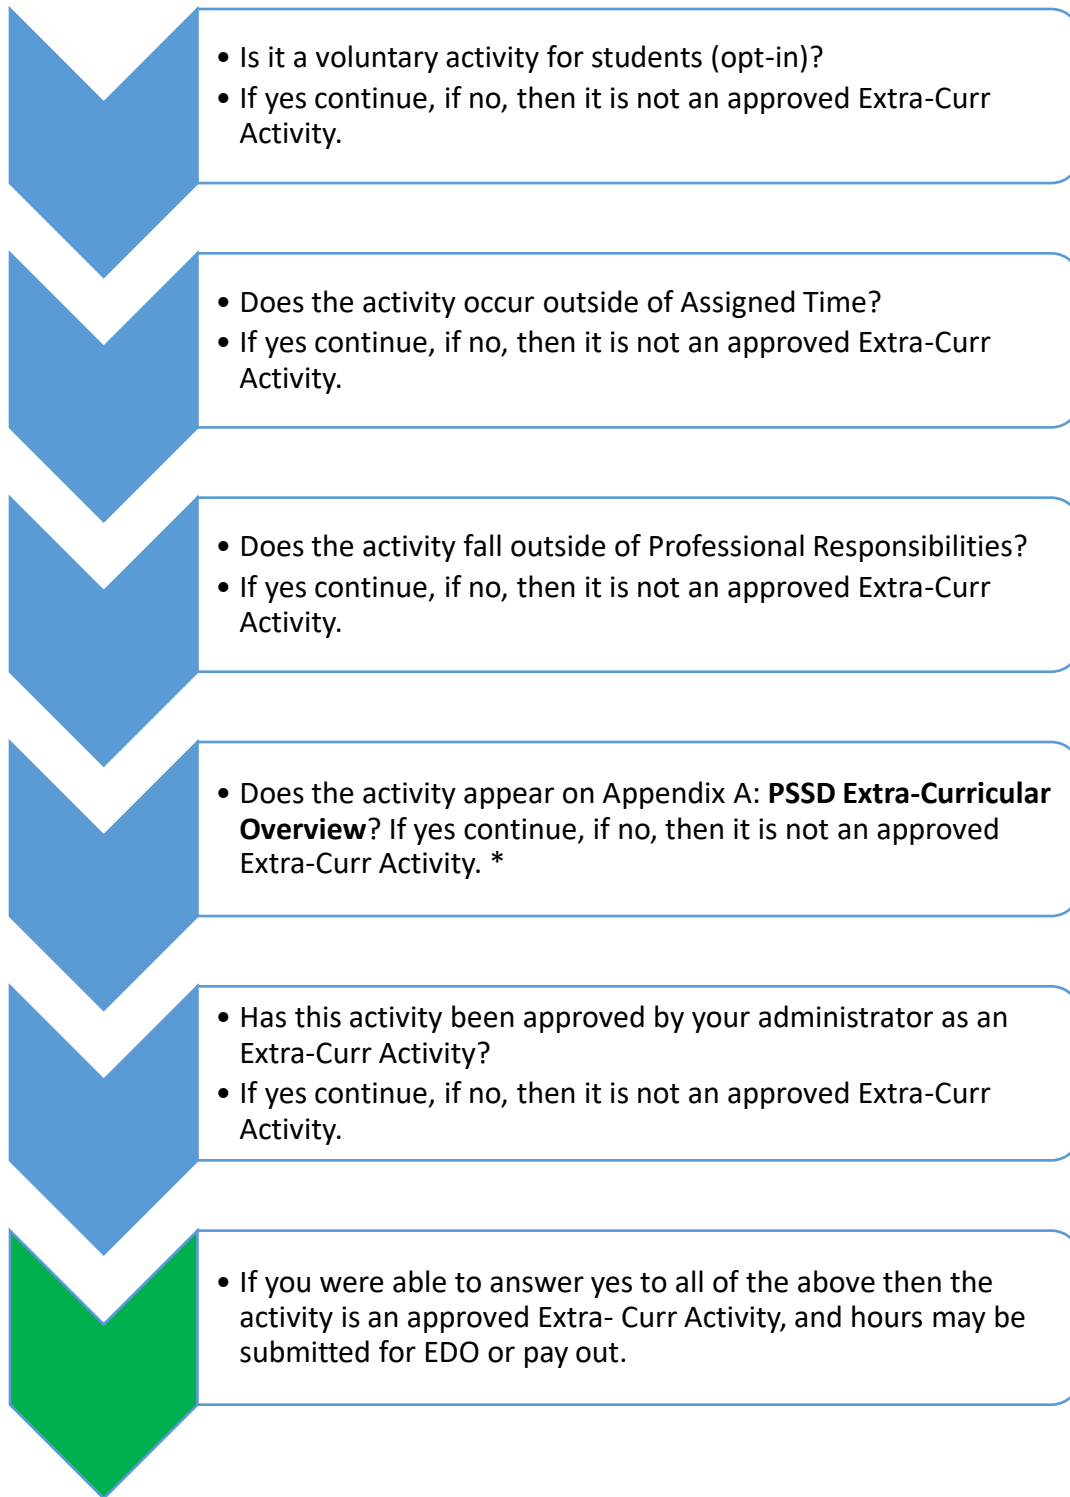 • Is it a voluntary activity for students (opt-in)?
• If yes continue, if no, then it is not an approved Extra-Curr
Activity.
• Does the activity occur outside of Assigned Time?
• If yes continue, if no, then it is not an approved Extra-Curr
Activity.
• Does the activity fall outside of Professional Responsibilities?
• If yes continue, if no, then it is not an approved Extra-Curr
Activity.
• Does the activity appear on Appendix A: PSSD Extra-Curricular
Overview? If yes continue, if no, then it is not an approved
Extra-Curr Activity. *
• Has this activity been approved by your administrator as an
Extra-Curr Activity?
• If yes continue, if no, then it is not an approved Extra-Curr
Activity.
• If you were able to answer yes to all of the above then the
activity is an approved Extra- Curr Activity, and hours may be
submitted for EDO or pay out.